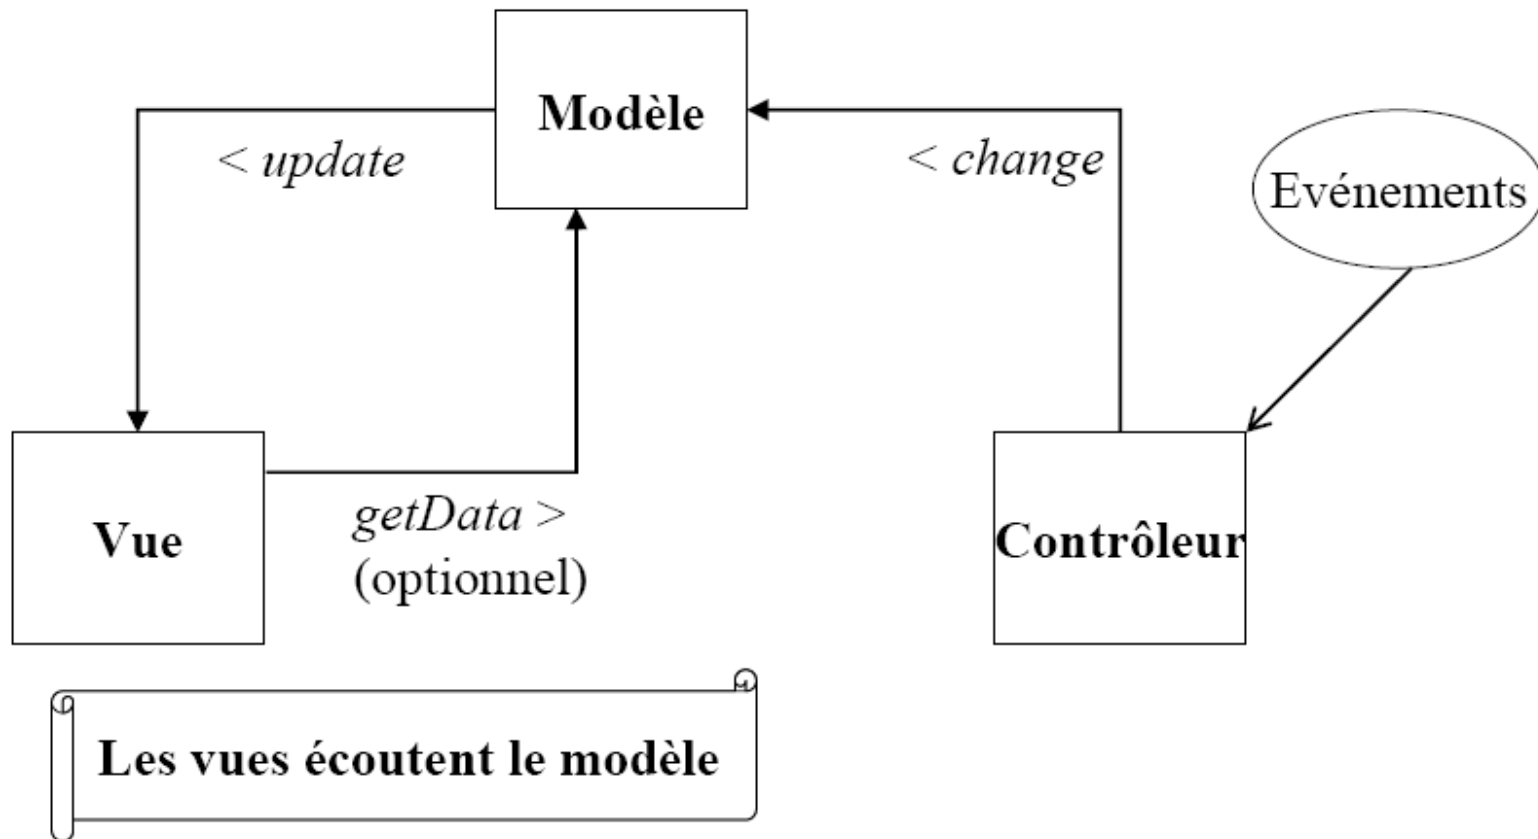 Modèle
< update
< change
Evénements
Vue
getData >
(optionnel)
Contrôleur
Les vues écoutent le modèle